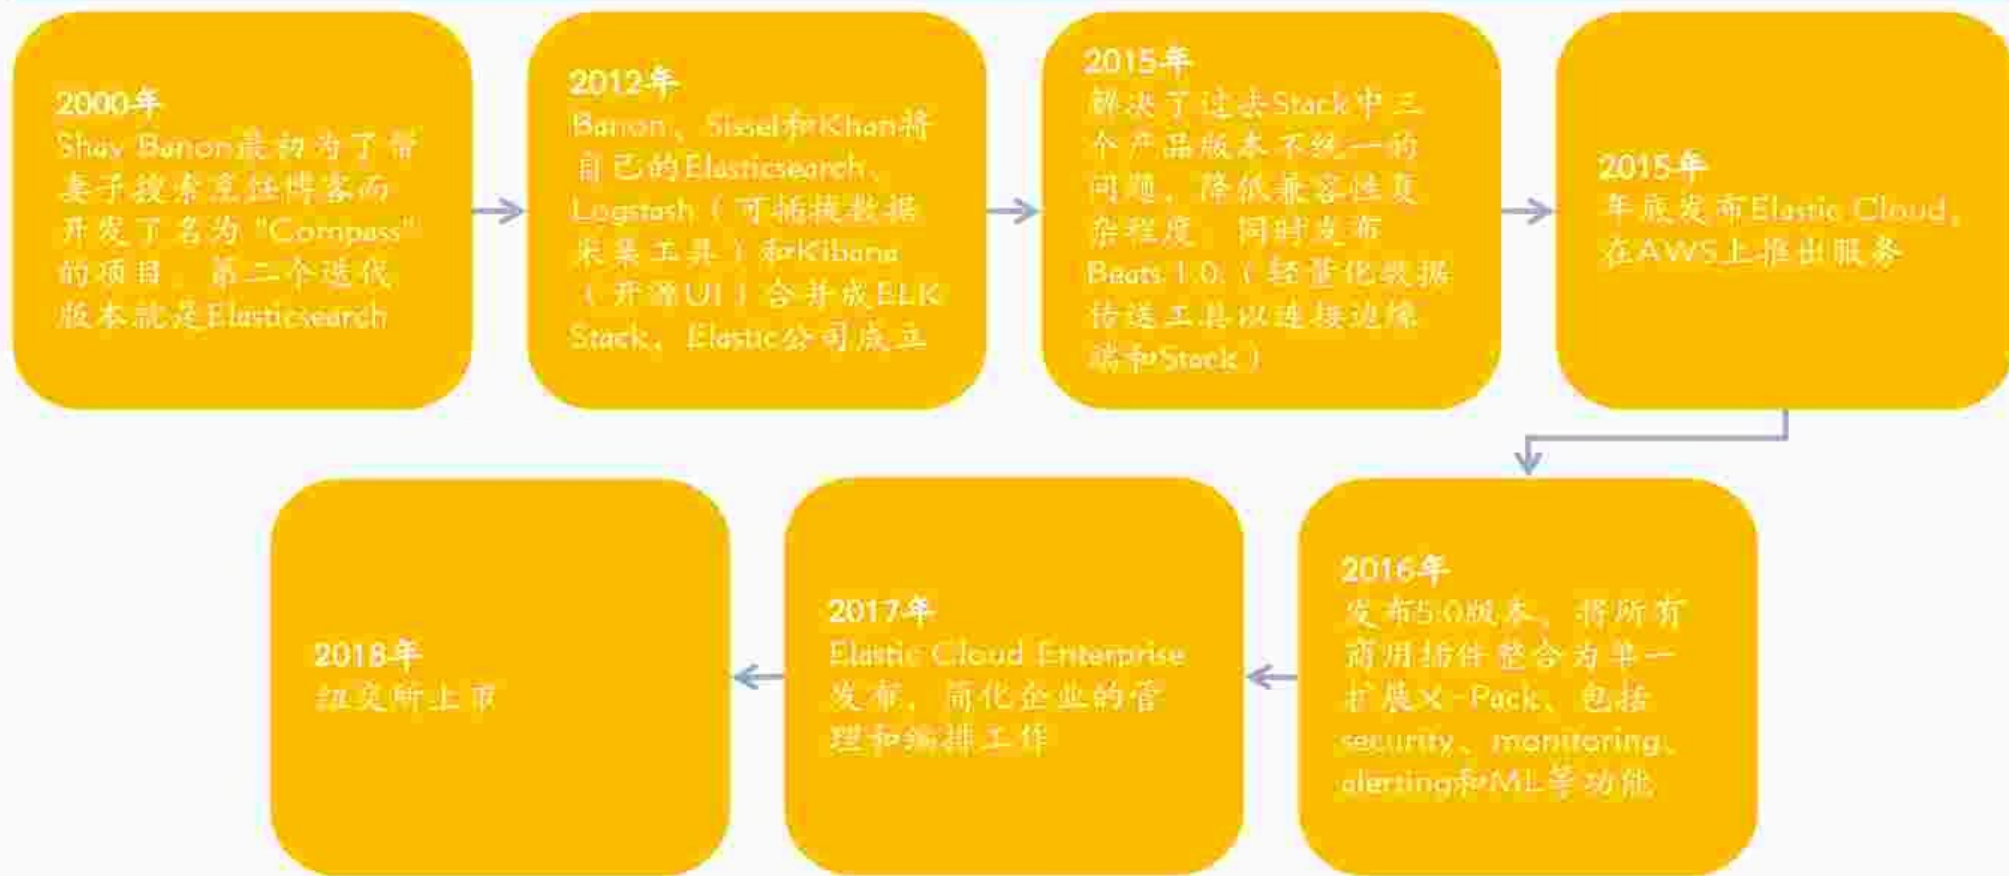 2000年
Shay Banon最初为了帮
妻子搜索烹饪博客而
开发了名为 "Compass"
的项目，第二个迭代
版本就是Elasticsearch
2012年
Banon、Sissel和Khan将
自己的Elasticsearch、
Logstash（可插拔数据
采集工具）和Kibana
（开源UI）合并成ELK
Stack，Elastic公司成立
2015年
解决了过去Stack中三
个产品版本不统一的
问题，降低兼容性复
杂程度，同时发布
Beats 1.0（轻量化数据
传送工具以连接边缘
端和Stack）
2015年
年底发布Elastic Cloud，
在AWS上推出服务
2016年
发布5.0版本，将所有
商用插件整合为单一
扩展X-Pack，包括
security、monitoring、
alerting和ML等功能
2017年
Elastic Cloud Enterprise
发布，简化企业的管
理和编排工作
2018年
纽交所上市